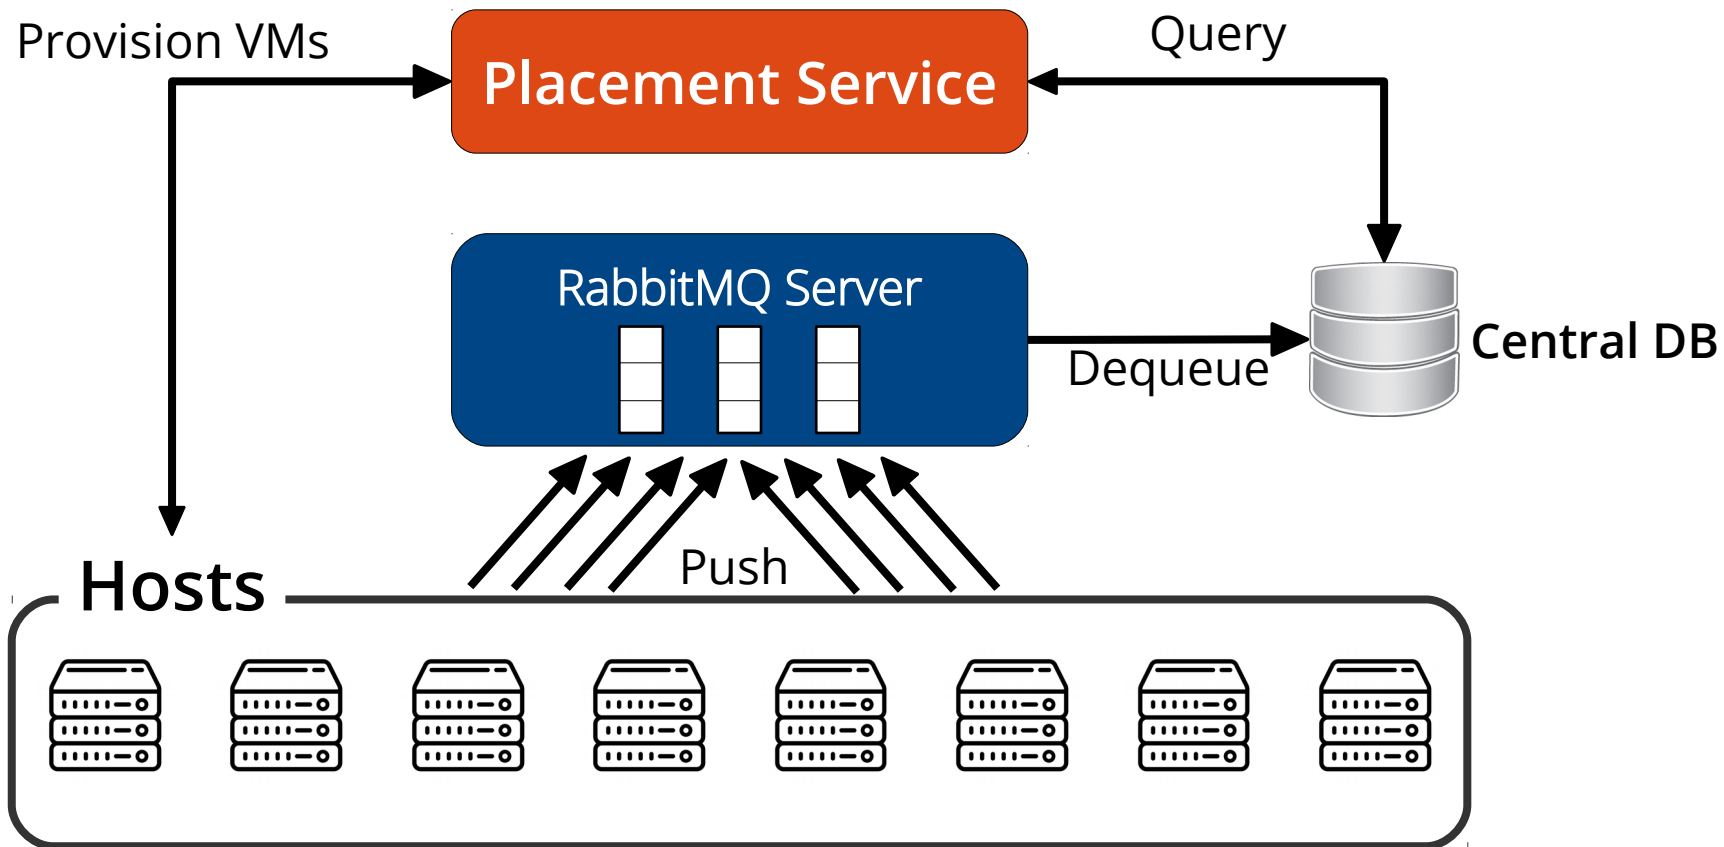 Provision VMs
Placement Service
Query
RabbitMQ Server
Dequeue
Central DB
Push
Hosts